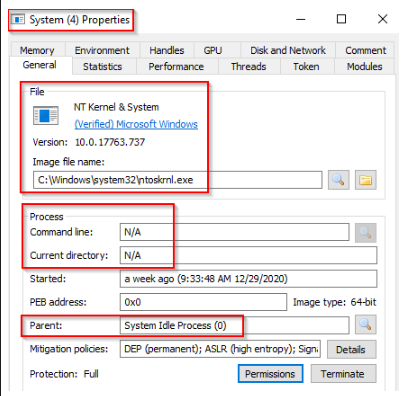 System (4) Properties
Memory Environment Handles GPU Disk and Network Comment
General Statistics Performance Threads Token Modules
File
NT Kernel & System
(Verified) Microsoft Windows
Version: 10.0.17763.737
Image file name:
C:\Windows\system32\ntoskrnl.exe
Process
Command line: N/A
Current directory: N/A
Started: a week ago (9:33:48 AM 12/29/2020)
PEB address: 0x0 Image type: 64-bit
Parent: System Idle Process (0)
Mitigation policies: DEP (permanent); ASLR (high entropy); Sign Details
Protection: Full Permissions Terminate